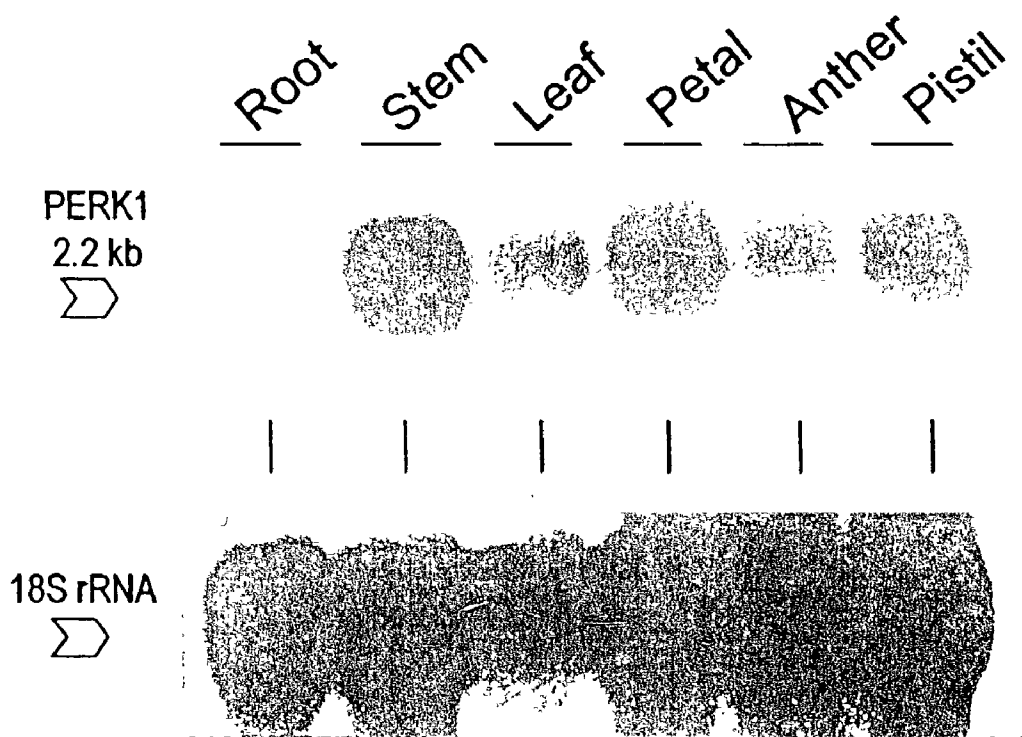 Root
Stem
Leaf
Petal
Anther
Pistil
PERK1
2.2 kb
18S rRNA